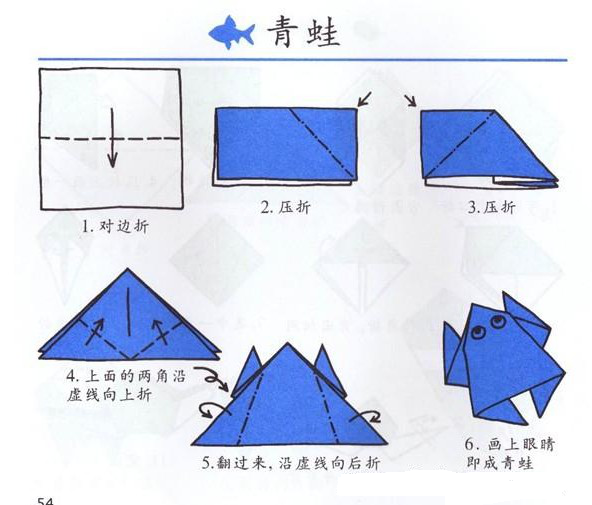 青蛙
1. 对边折
2. 压折
3. 压折
4. 上面的两角沿
虚线向上折
5.翻过来，沿虚线向后折
6. 画上眼睛
即成青蛙
54